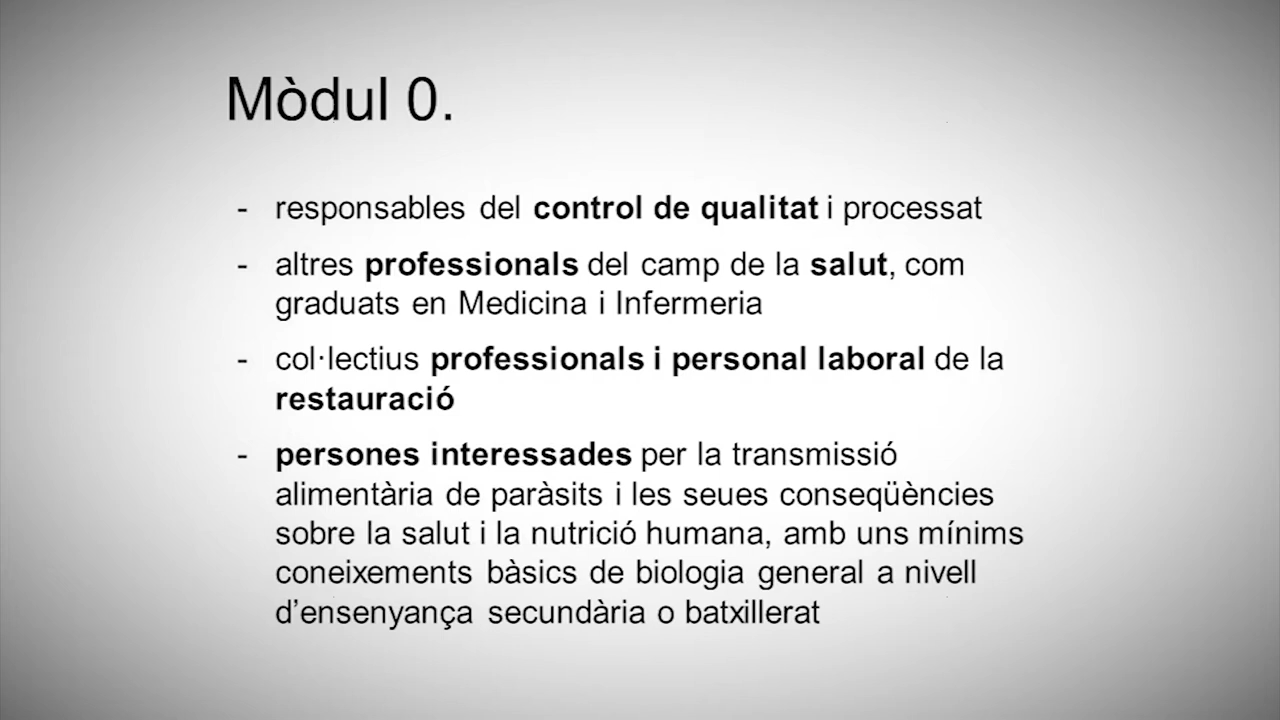 Mòdul 0.
- responsables del control de qualitat i processat
- altres professionals del camp de la salut, com
graduats en Medicina i Infermeria
- col·lectius professionals i personal laboral de la
restauració
- persones interessades per la transmissió
alimentària de paràsits i les seues conseqüències
sobre la salut i la nutrició humana, amb uns mínims
coneixements bàsics de biologia general a nivell
d’ensenyança secundària o batxillerat